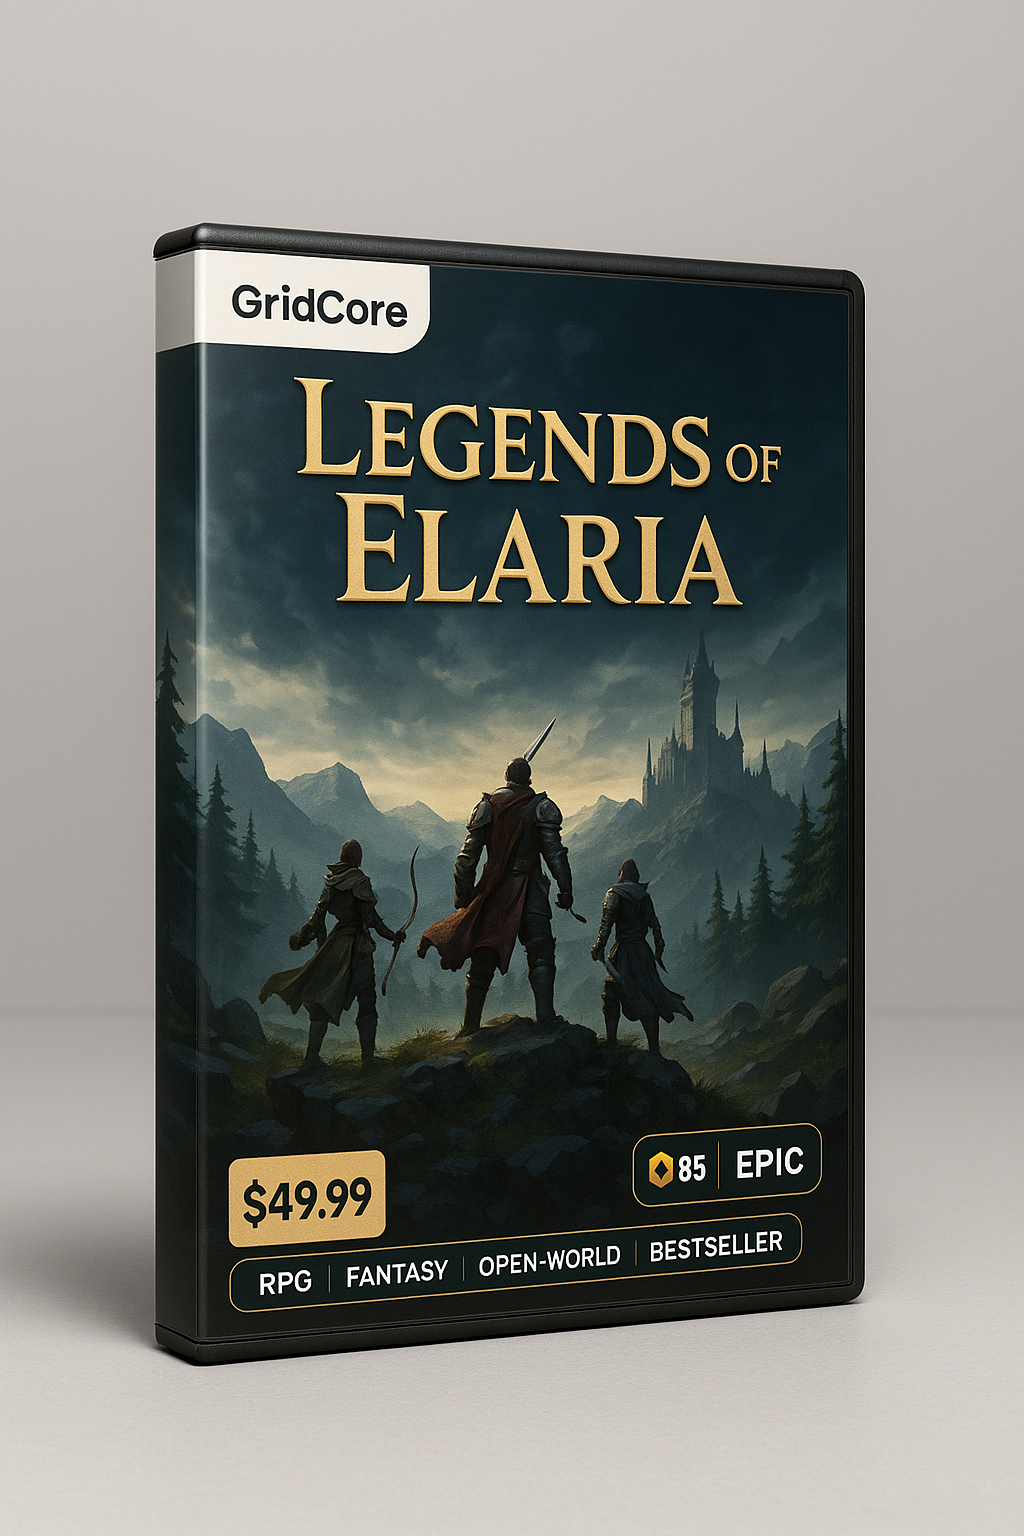 GridCore
LEGENDS OF
ELARIA
$49.99
85 EPIC
RPG FANTASY OPEN-WORLD BESTSELLER